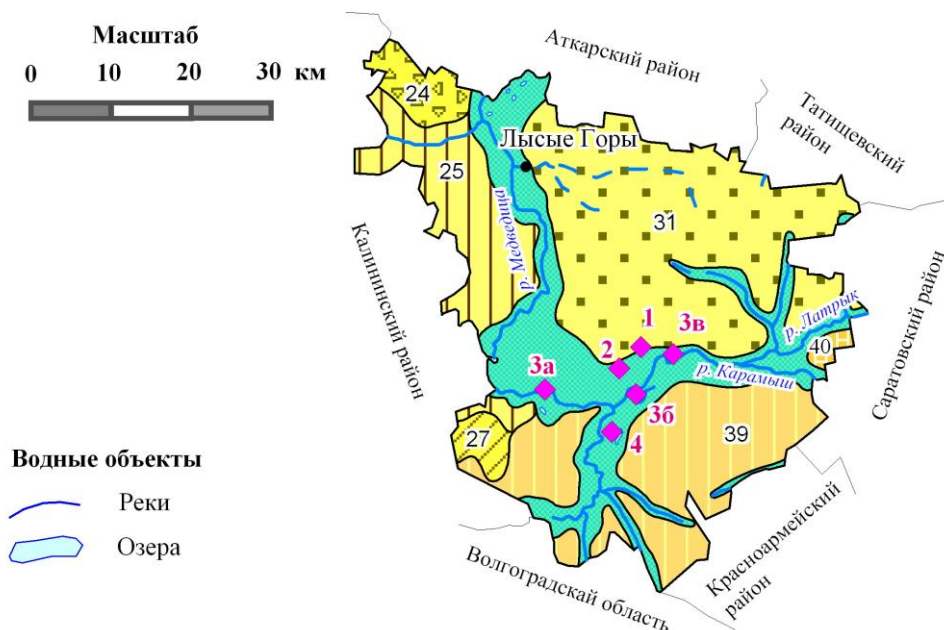 Масштаб
0 10 20 30 км
Аткарский район
Татищевский
район
24
Лысые Горы
25
31
р. Медведица
Калининский район
Саратовский район
р. Латрык
1
3в
2
40
р. Карамыш
3а
3б
27
39
4
Водные объекты
Реки
Озера
Красноармейский
район
Волгоградскай область